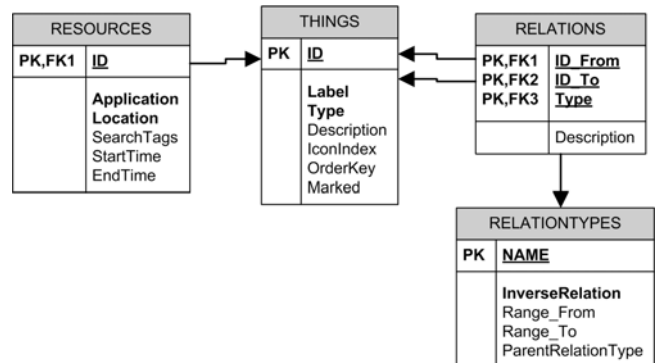 RESOURCES
PK,FK1 ID
Application
Location
SearchTags
StartTime
EndTime
THINGS
PK ID
Label
Type
Description
IconIndex
OrderKey
Marked
RELATIONS
PK,FK1 ID_From
PK,FK2 ID_To
PK,FK3 Type
Description
RELATIONTYPES
PK NAME
InverseRelation
Range_From
Range_To
ParentRelationType